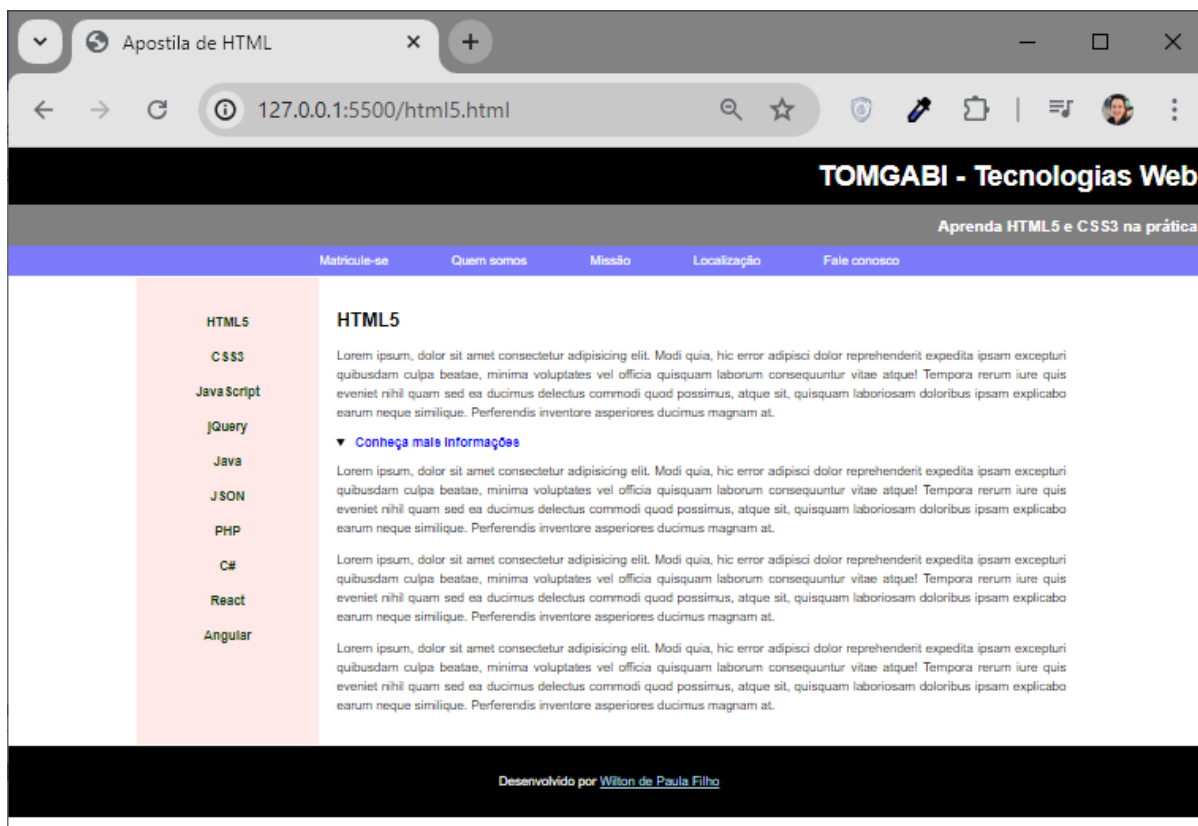 Apostila de HTML
127.0.0.1:5500/html5.html
TOMGABI - Tecnologias Web
Aprenda HTML5 e CSS3 na prática
Matricule-se Quem somos Missão Localização Fale conosco
HTML5
CSS3
JavaScript
jQuery
Java
JSON
PHP
C#
React
Angular
HTML5
Lorem ipsum, dolor sit amet consectetur adipisicing elit. Modi quia, hic error adipisci dolor reprehenderit expedita ipsam excepturi
quibusdam culpa beatae, minima voluptates vel officia quisquam laborum consequuntur vitae atque! Tempora rerum iure quis
eveniet nihil quam sed ea ducimus delectus commodi quod possimus, atque sit, quisquam laboriosam doloribus ipsam explicabo
earum neque similique. Perferendis inventore asperiores ducimus magnam at.
Conheça mais informações
Lorem ipsum, dolor sit amet consectetur adipisicing elit. Modi quia, hic error adipisci dolor reprehenderit expedita ipsam excepturi
quibusdam culpa beatae, minima voluptates vel officia quisquam laborum consequuntur vitae atque! Tempora rerum iure quis
eveniet nihil quam sed ea ducimus delectus commodi quod possimus, atque sit, quisquam laboriosam doloribus ipsam explicabo
earum neque similique. Perferendis inventore asperiores ducimus magnam at.
Lorem ipsum, dolor sit amet consectetur adipisicing elit. Modi quia, hic error adipisci dolor reprehenderit expedita ipsam excepturi
quibusdam culpa beatae, minima voluptates vel officia quisquam laborum consequuntur vitae atque! Tempora rerum iure quis
eveniet nihil quam sed ea ducimus delectus commodi quod possimus, atque sit, quisquam laboriosam doloribus ipsam explicabo
earum neque similique. Perferendis inventore asperiores ducimus magnam at.
Lorem ipsum, dolor sit amet consectetur adipisicing elit. Modi quia, hic error adipisci dolor reprehenderit expedita ipsam excepturi
quibusdam culpa beatae, minima voluptates vel officia quisquam laborum consequuntur vitae atque! Tempora rerum iure quis
eveniet nihil quam sed ea ducimus delectus commodi quod possimus, atque sit, quisquam laboriosam doloribus ipsam explicabo
earum neque similique. Perferendis inventore asperiores ducimus magnam at.
Desenvolvido por Wilton de Paula Filho